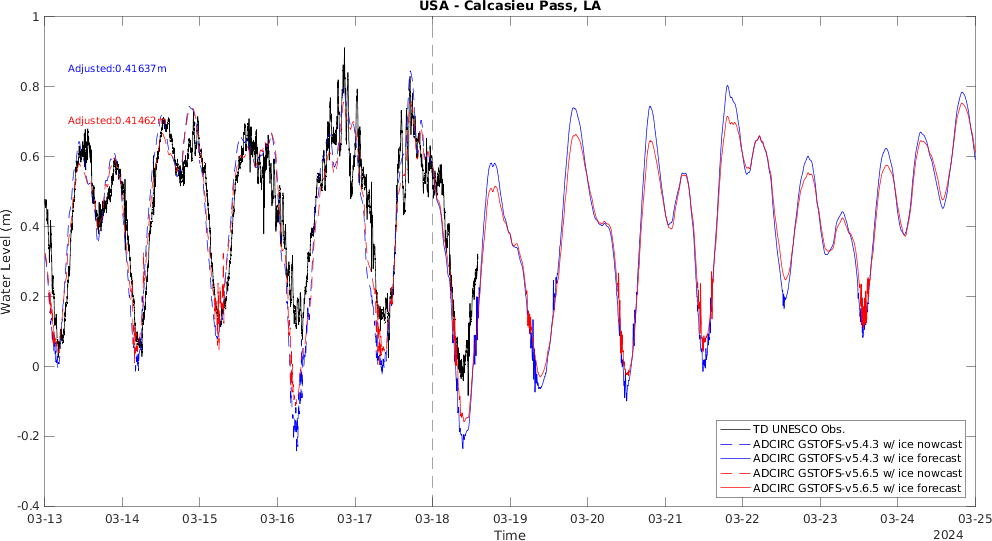 USA - Calcasieu Pass, LA
1
0.8
0.6
0.4
0.2
0
-0.2
-0.4
Water Level (m)
Adjusted:0.41637m
Adjusted:0.41462m
TD UNESCO Obs.
ADCIRC GSTOFS-v5.4.3 w/ ice nowcast
ADCIRC GSTOFS-v5.4.3 w/ ice forecast
ADCIRC GSTOFS-v5.6.5 w/ ice nowcast
ADCIRC GSTOFS-v5.6.5 w/ ice forecast
03-13 03-14 03-15 03-16 03-17 03-18 03-19 03-20 03-21 03-22 03-23 03-24 03-25
Time
2024